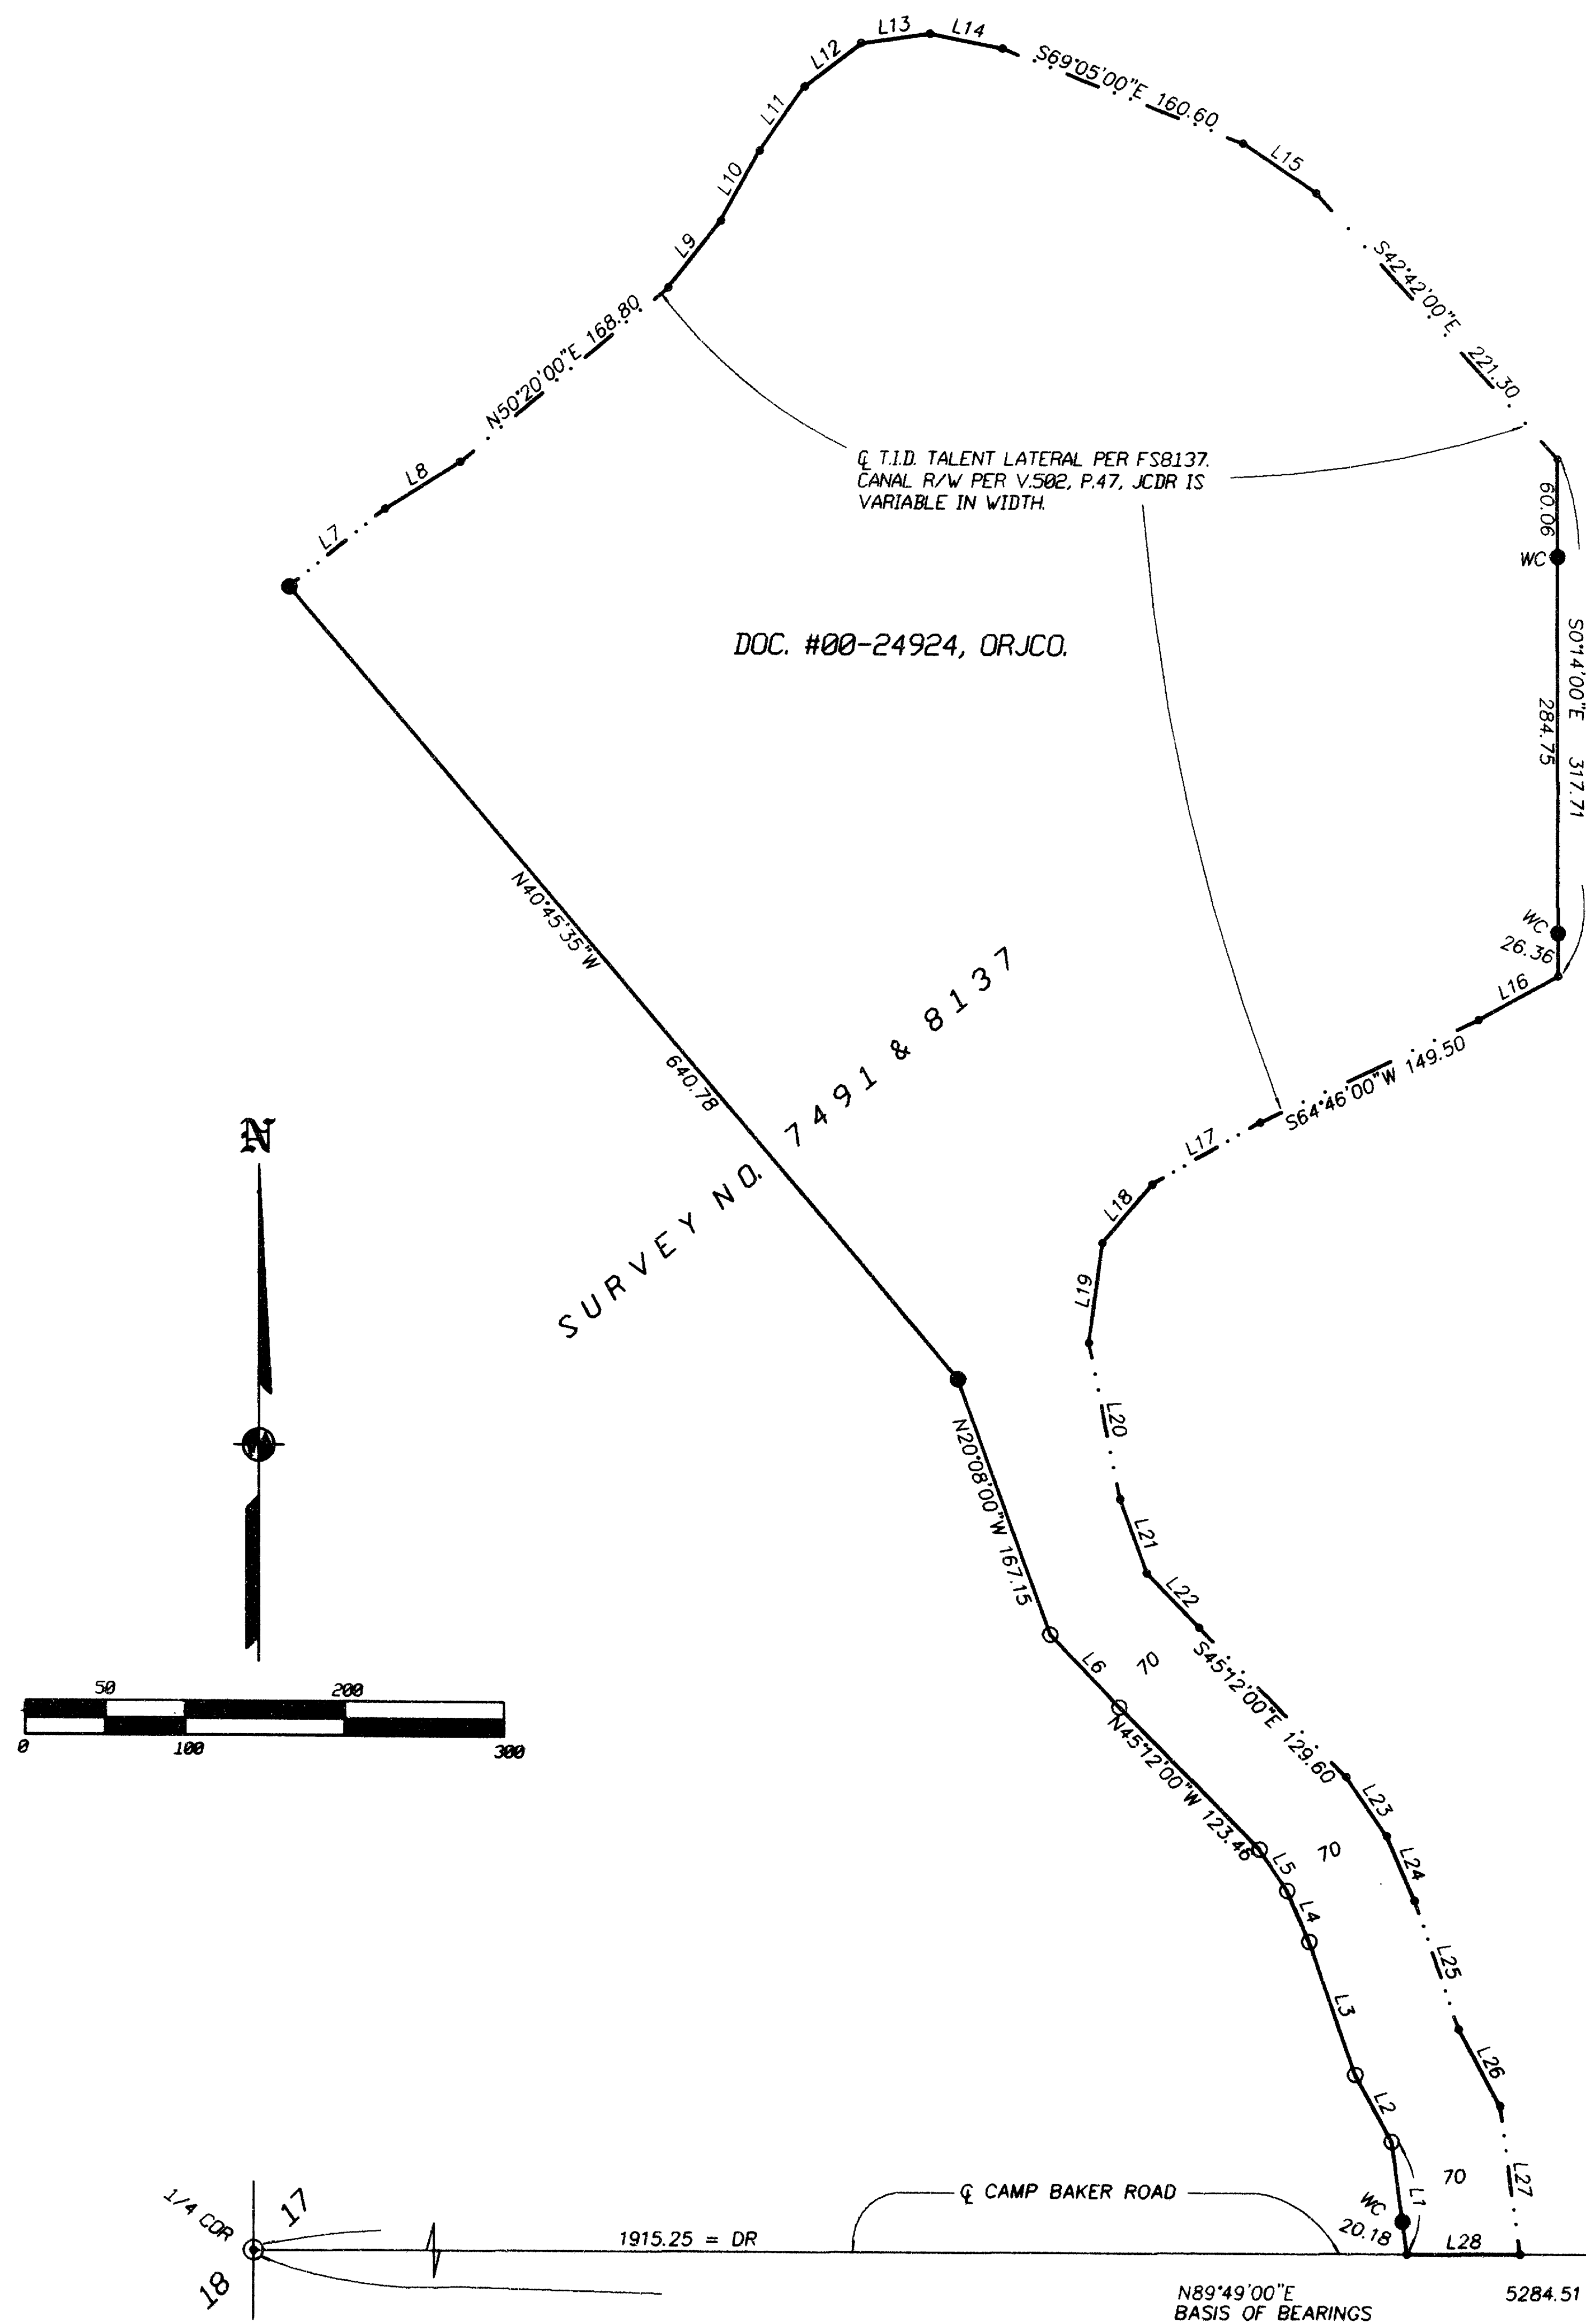 L13
L14
L12
S69°05'00"E 160.60
L11
L15
L10
L9
S42°42'00"E 221.30
N50°20'00"E 168.80
L8
L7
℄ T.I.D. TALENT LATERAL PER FS8137.
CANAL R/W PER V.502, P.47, JCDR IS
VARIABLE IN WIDTH.
60.06
WC
DOC. #00-24924, ORJCO.
S0°14'00"E 317.71
284.75
N40°45'35"W
640.78
WC
26.36
L16
SURVEY NO. 7491 & 8137
S64°46'00"W 149.50
L17
N
L18
L19
L20
N20°08'00"W 167.15
L21
L22
L6
70
S45°12'00"E 129.60
50
200
0
100
300
N45°12'00"W 123.46
L23
L5
70
L24
L4
L25
L3
L26
L2
L1
70
L27
1/4 COR
17
18
℄ CAMP BAKER ROAD
WC
20.18
1915.25 = DR
L28
N89°49'00"E
5284.51
BASIS OF BEARINGS